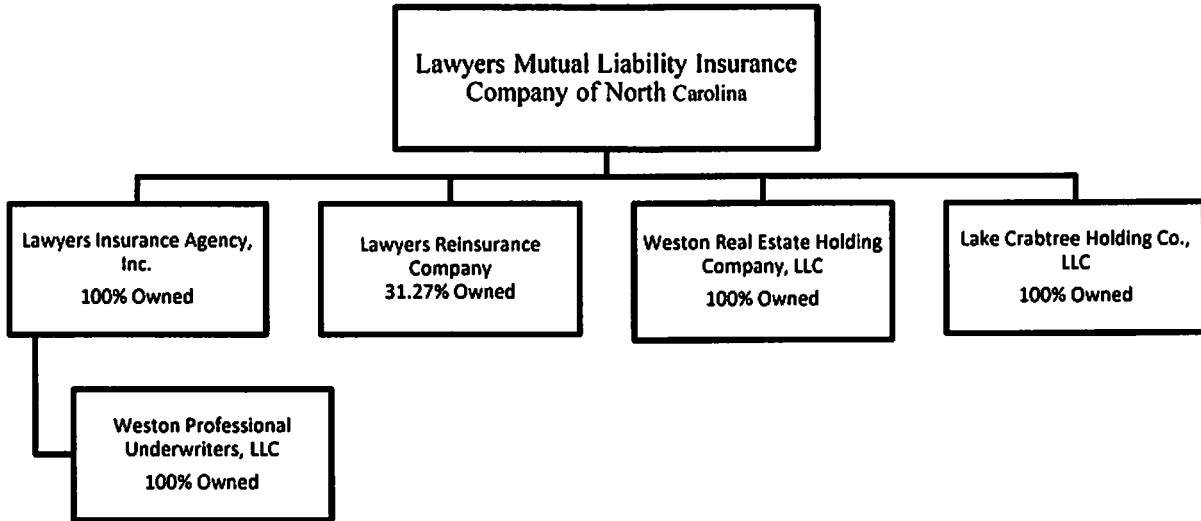 Lawyers Mutual Liability Insurance
Company of North Carolina
Lawyers Insurance Agency,
Inc.
100% Owned
Lawyers Reinsurance
Company
31.27% Owned
Weston Real Estate Holding
Company, LLC
100% Owned
Lake Crabtree Holding Co.,
LLC
100% Owned
Weston Professional
Underwriters, LLC
100% Owned